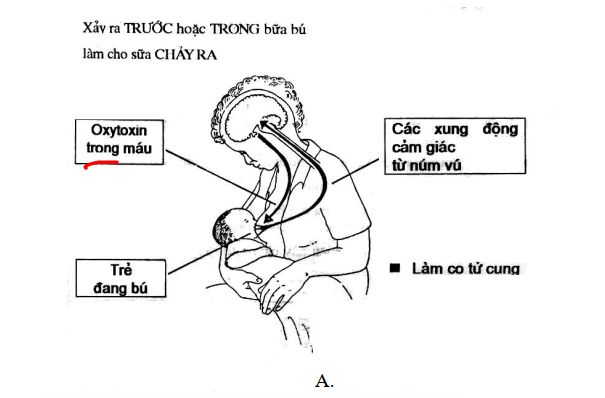 Xảy ra TRƯỚC hoặc TRONG bữa bú
làm cho sữa CHẢY RA
Oxytoxin
trong máu
Các xung động
cảm giác
từ núm vú
Trẻ
đang bú
■ Làm co tử cung
A.